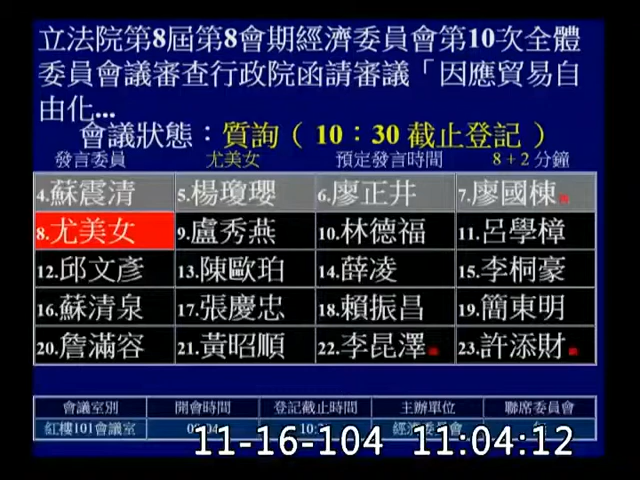 立法院第8屆第8會期經濟委員會第10次全體
委員會議審查行政院函請審議「因應貿易自
由化...
會議狀態：質詢（10：30截止登記）
發言委員 尤美女 預定發言時間 8+2分鐘
4.蘇震清 5.楊瓊瓔 6.廖正井 7.廖國棟
8.尤美女 9.盧秀燕 10.林德福 11.呂學樟
12.邱文彥 13.陳歐珀 14.薛凌 15.李桐豪
16.蘇清泉 17.張慶忠 18.賴振昌 19.簡東明
20.詹滿容 21.黃昭順 22.李昆澤 23.許添財
會議室別 開會時間 登記截止時間 主辦單位 聯席委員會
紅樓101會議室 經濟委員會
11-16-104 11:04:12